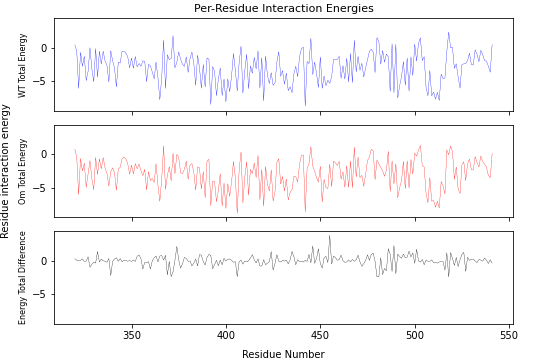 Per-Residue Interaction Energies
Residue interaction energy
WT Total Energy
0
−5
Om Total Energy
0
−5
Energy Total Difference
0
−5
350
400
450
500
550
Residue Number